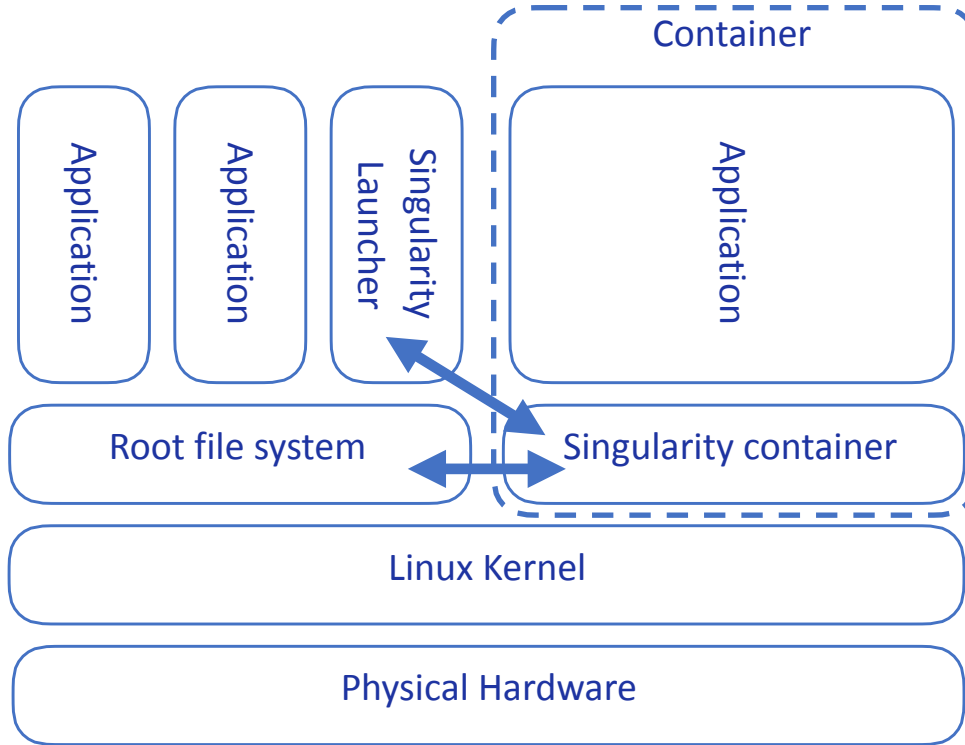 Container
Application
Application
Singularity
Launcher
Application
Root file system
Singularity container
Linux Kernel
Physical Hardware